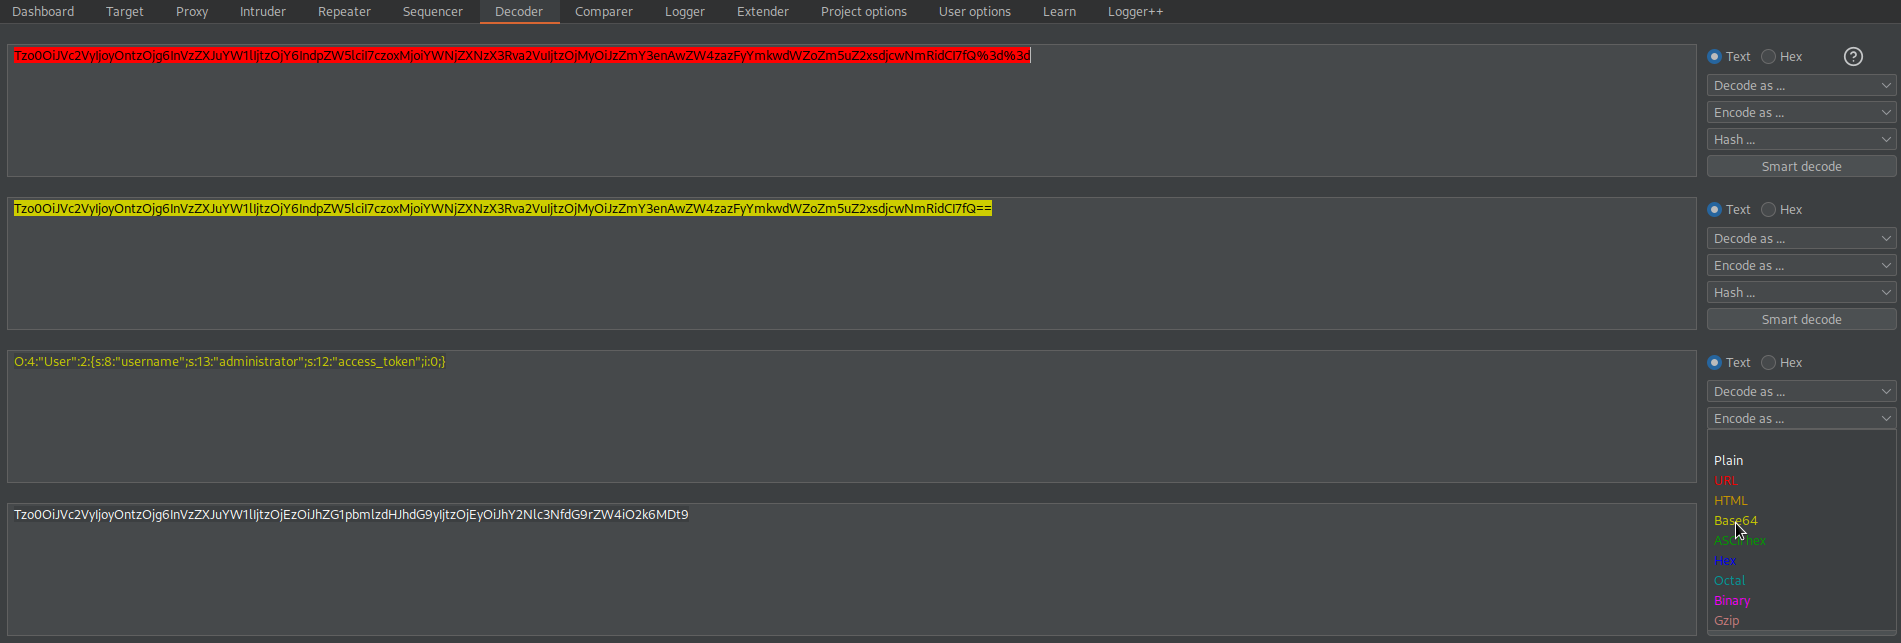 Dashboard Target Proxy Intruder Repeater Sequencer Decoder Comparer Logger Extender Project options User options Learn Logger++
Tzo0OiJVc2VyIjoyOntzOjg6InVzZXJuYW1lIjtzOjY6IndpZW5lciI7czoxMjoiYWNjZXNzX3Rva2VuIjtzOjMyOiJzZmY3enAwZW4zazFyYmkwdWZoZm5uZ2xsdjcwNmRidCI7fQ%3d%3d
Text Hex ?
Decode as ...
Encode as ...
Hash ...
Smart decode
Tzo0OiJVc2VyIjoyOntzOjg6InVzZXJuYW1lIjtzOjY6IndpZW5lciI7czoxMjoiYWNjZXNzX3Rva2VuIjtzOjMyOiJzZmY3enAwZW4zazFyYmkwdWZoZm5uZ2xsdjcwNmRidCI7fQ==
Text Hex
Decode as ...
Encode as ...
Hash ...
Smart decode
O:4:"User":2:{s:8:"username";s:13:"administrator";s:12:"access_token";i:0;}
Text Hex
Decode as ...
Encode as ...
Plain
URL
HTML
Base64
ASCII hex
Hex
Octal
Binary
Gzip
Tzo0OiJVc2VyIjoyOntzOjg6InVzZXJuYW1lIjtzOjEzOiJhZG1pbmlzdHJhdG9yIjtzOjEyOiJhY2Nlc3NfdG9rZW4iO2k6MDt9